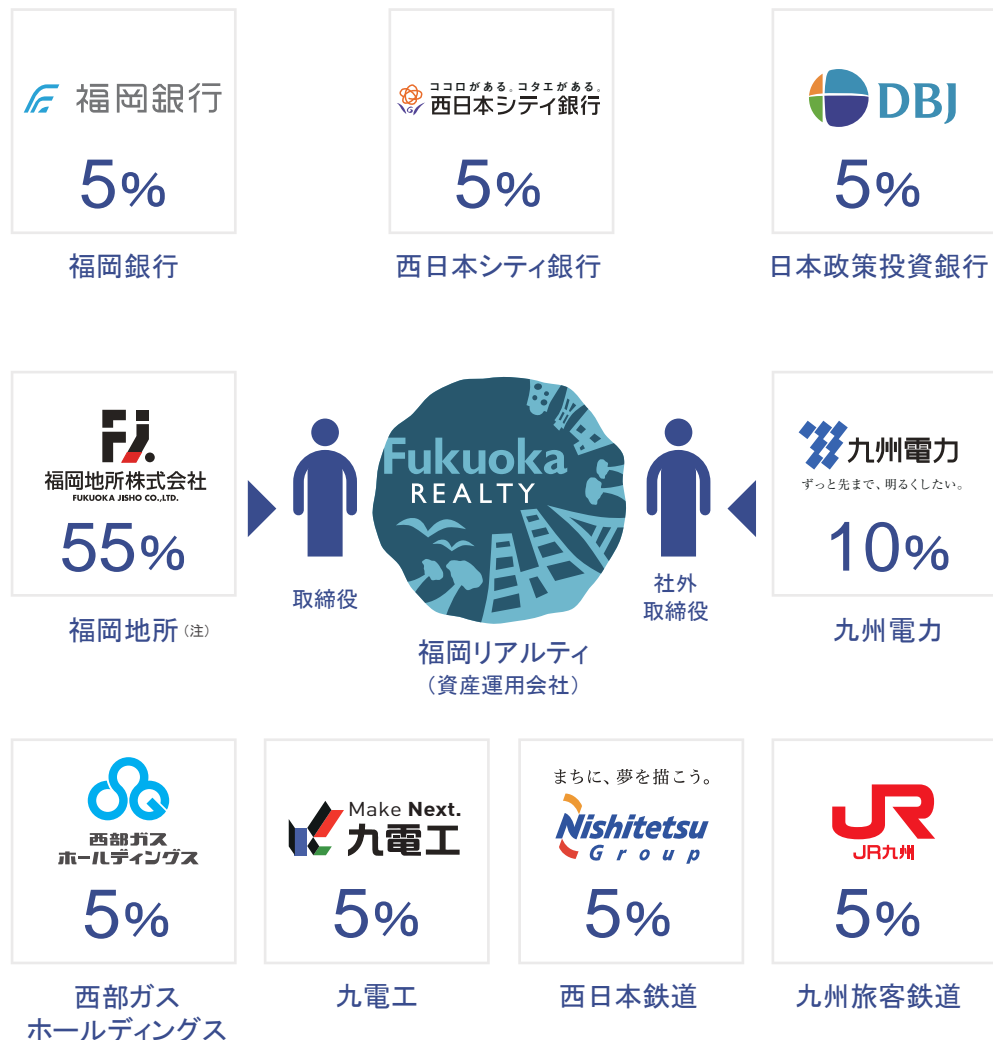 福岡銀行
5%
福岡銀行
ココロがある。コタエがある。
西日本シティ銀行
5%
西日本シティ銀行
DBJ
5%
日本政策投資銀行
FJ.
福岡地所株式会社
FUKUOKA JISHO CO.,LTD.
55%
福岡地所(注)
取締役
Fukuoka
REALTY
福岡リアルティ
(資産運用会社)
社外
取締役
九州電力
ずっと先まで、明るくしたい。
10%
九州電力
西部ガス
ホールディングス
5%
西部ガス
ホールディングス
Make Next.
九電工
5%
九電工
まちに、夢を描こう。
Nishitetsu
Group
5%
西日本鉄道
JR
JR九州
5%
九州旅客鉄道